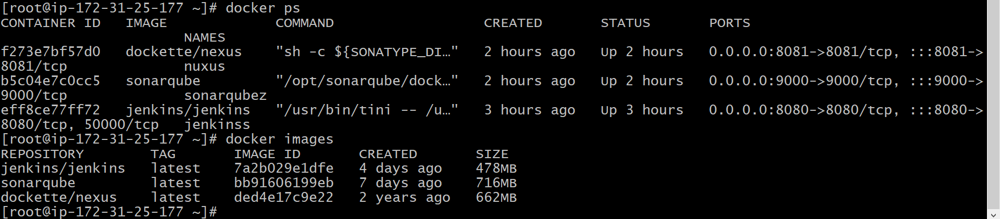 [root@ip-172-31-25-177 ~]# docker ps
CONTAINER ID   IMAGE             COMMAND                  CREATED       STATUS       PORTS
                      NAMES
f273e7bf57d0   dockette/nexus    "sh -c ${SONATYPE_DI…"   2 hours ago   Up 2 hours   0.0.0.0:8081->8081/tcp, :::8081->
8081/tcp              nuxus
b5c04e7c0cc5   sonarqube         "/opt/sonarqube/dock…"   2 hours ago   Up 2 hours   0.0.0.0:9000->9000/tcp, :::9000->
9000/tcp              sonarqubez
eff8ce77ff72   jenkins/jenkins   "/usr/bin/tini -- /u…"   3 hours ago   Up 3 hours   0.0.0.0:8080->8080/tcp, :::8080->
8080/tcp, 50000/tcp   jenkinss
[root@ip-172-31-25-177 ~]# docker images
REPOSITORY        TAG       IMAGE ID       CREATED       SIZE
jenkins/jenkins   latest    7a2b029e1dfe   4 days ago    478MB
sonarqube         latest    bb91606199eb   7 days ago    716MB
dockette/nexus    latest    ded4e17c9e22   2 years ago   662MB
[root@ip-172-31-25-177 ~]#